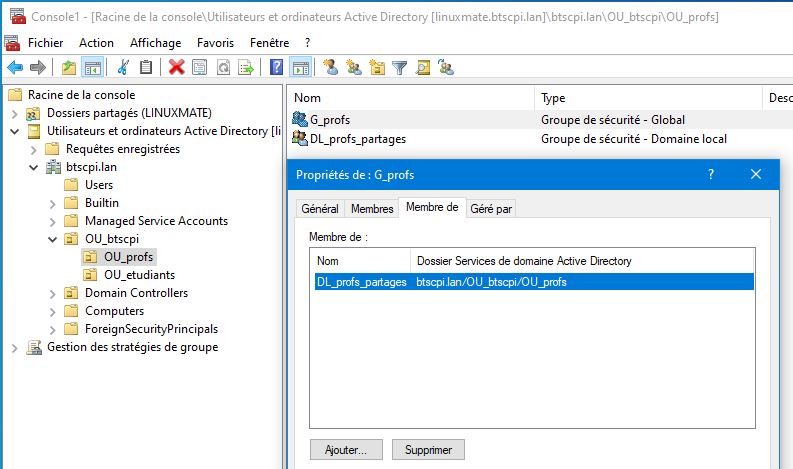 Console1 - [Racine de la console\Utilisateurs et ordinateurs Active Directory [linuxmate.btscpi.lan]\btscpi.lan\OU_btscpi\OU_profs]
Fichier Action Affichage Favoris Fenêtre ?
Racine de la console
Dossiers partagés (LINUXMATE)
Utilisateurs et ordinateurs Active Directory [li
Requêtes enregistrées
btscpi.lan
Users
Builtin
Managed Service Accounts
OU_btscpi
OU_profs
OU_etudiants
Domain Controllers
Computers
ForeignSecurityPrincipals
Gestion des stratégies de groupe
Nom Type Desc
G_profs Groupe de sécurité - Global
DL_profs_partages Groupe de sécurité - Domaine local
Propriétés de : G_profs ?
Général Membres Membre de Géré par
Membre de :
Nom Dossier Services de domaine Active Directory
DL_profs_partages btscpi.lan/OU_btscpi/OU_profs
Ajouter... Supprimer